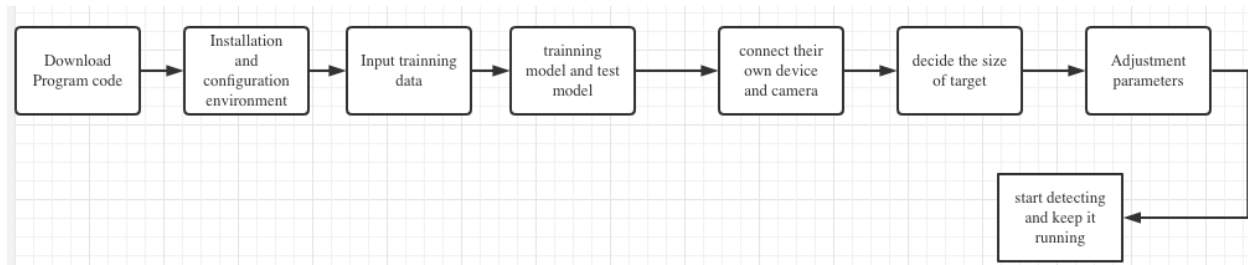 Download
Program code
Installation
and
configuration
environment
Input trainning
data
trainning
model and test
model
connect their
own device
and camera
decide the size
of target
Adjustment
parameters
start detecting
and keep it
running